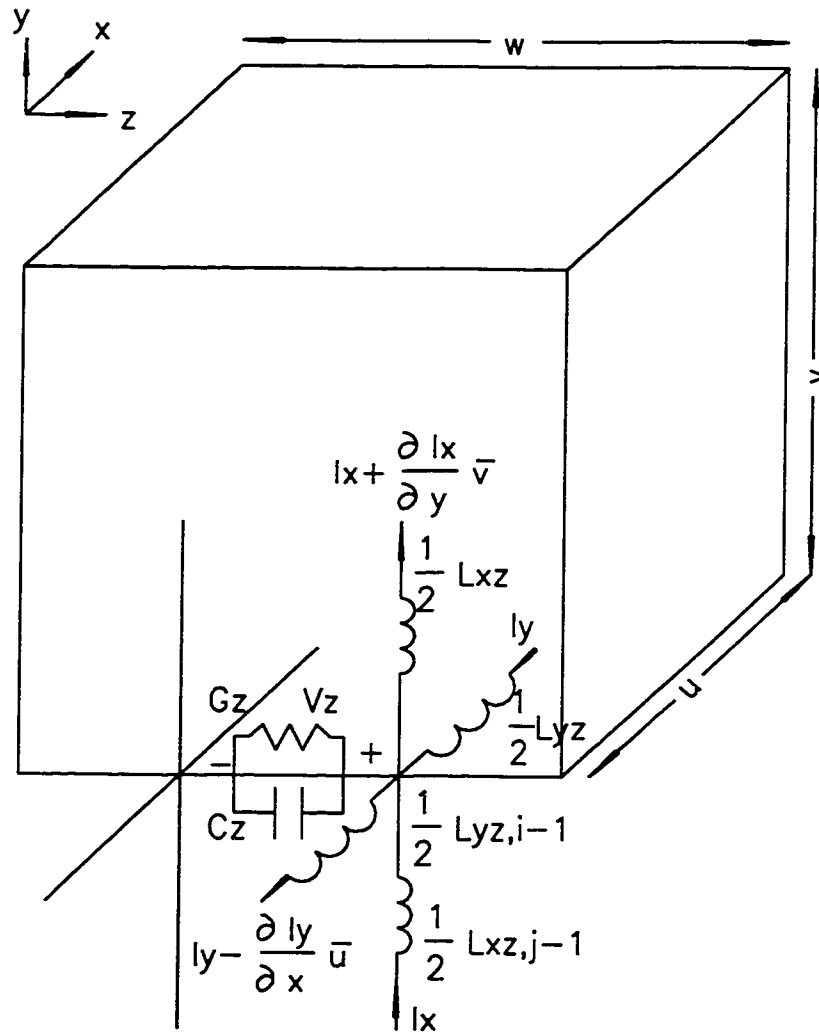 y
x
w
z
v
Ix + ∂ Ix / ∂ y v̄
1/2 Lxz
Iy
Gz
Vz
1/2 Lyz
u
− +
Cz
1/2 Lyz,i−1
Iy − ∂ Iy / ∂ x ū
1/2 Lxz,j−1
Ix